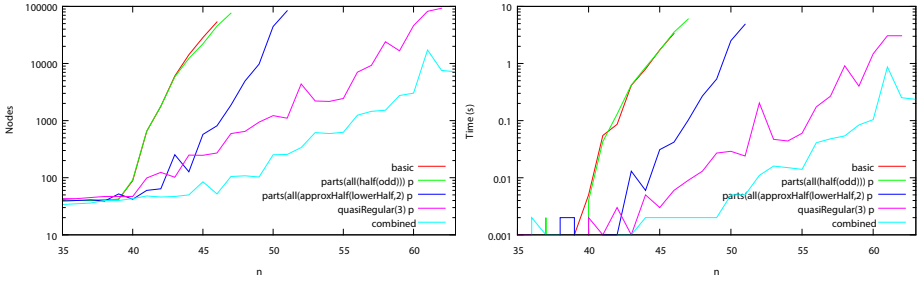 100000
10000
1000
100
10
Nodes
35
40
45
50
55
60
n
basic
parts(all(half(odd))) p
parts(all(approxHalf(lowerHalf,2) p
quasiRegular(3) p
combined
10
1
0.1
0.01
0.001
Time (s)
35
40
45
50
55
60
n
basic
parts(all(half(odd))) p
parts(all(approxHalf(lowerHalf,2) p
quasiRegular(3) p
combined